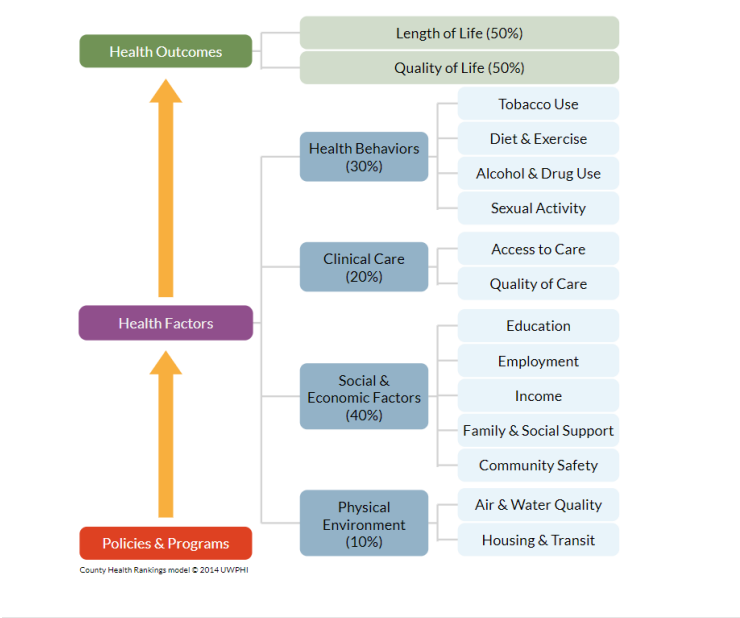 Health Outcomes
Length of Life (50%)
Quality of Life (50%)
Health Factors
Health Behaviors
(30%)
Tobacco Use
Diet & Exercise
Alcohol & Drug Use
Sexual Activity
Clinical Care
(20%)
Access to Care
Quality of Care
Social &
Economic Factors
(40%)
Education
Employment
Income
Family & Social Support
Community Safety
Physical
Environment
(10%)
Air & Water Quality
Housing & Transit
Policies & Programs
County Health Rankings model © 2014 UWPHI